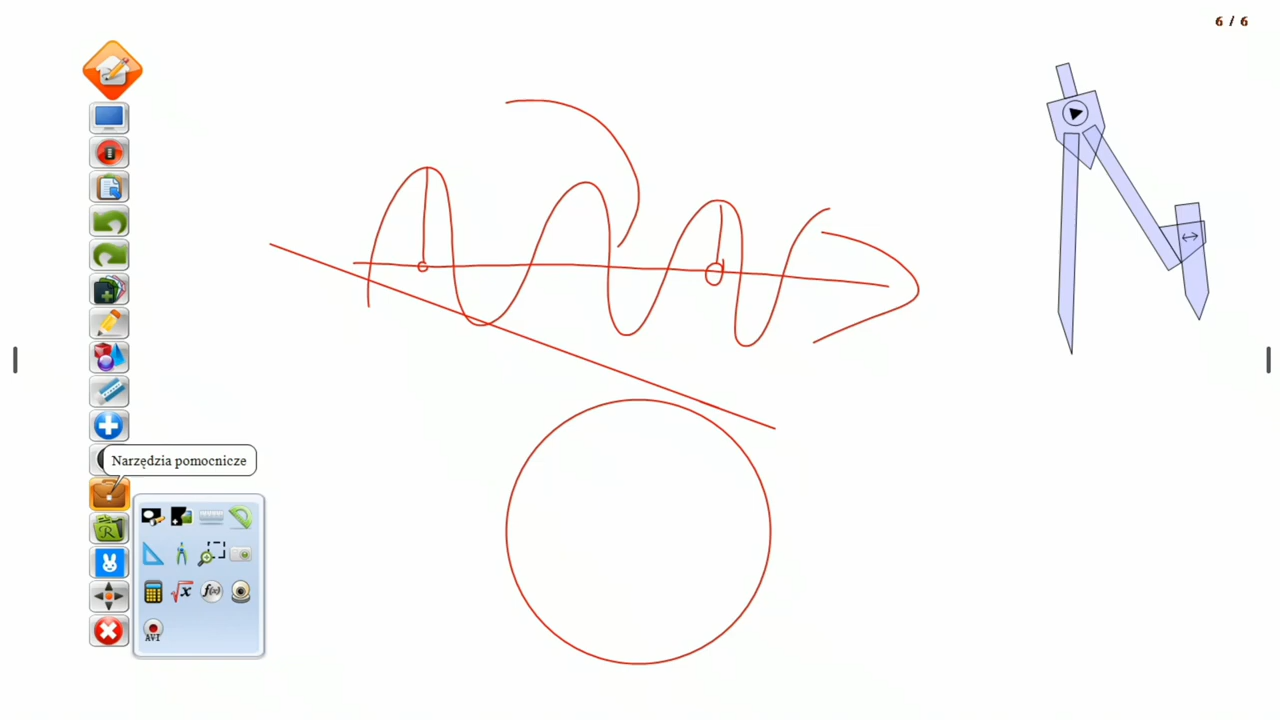 6 / 6
Narzędzia pomocnicze
R
√x
f(x)
AVI